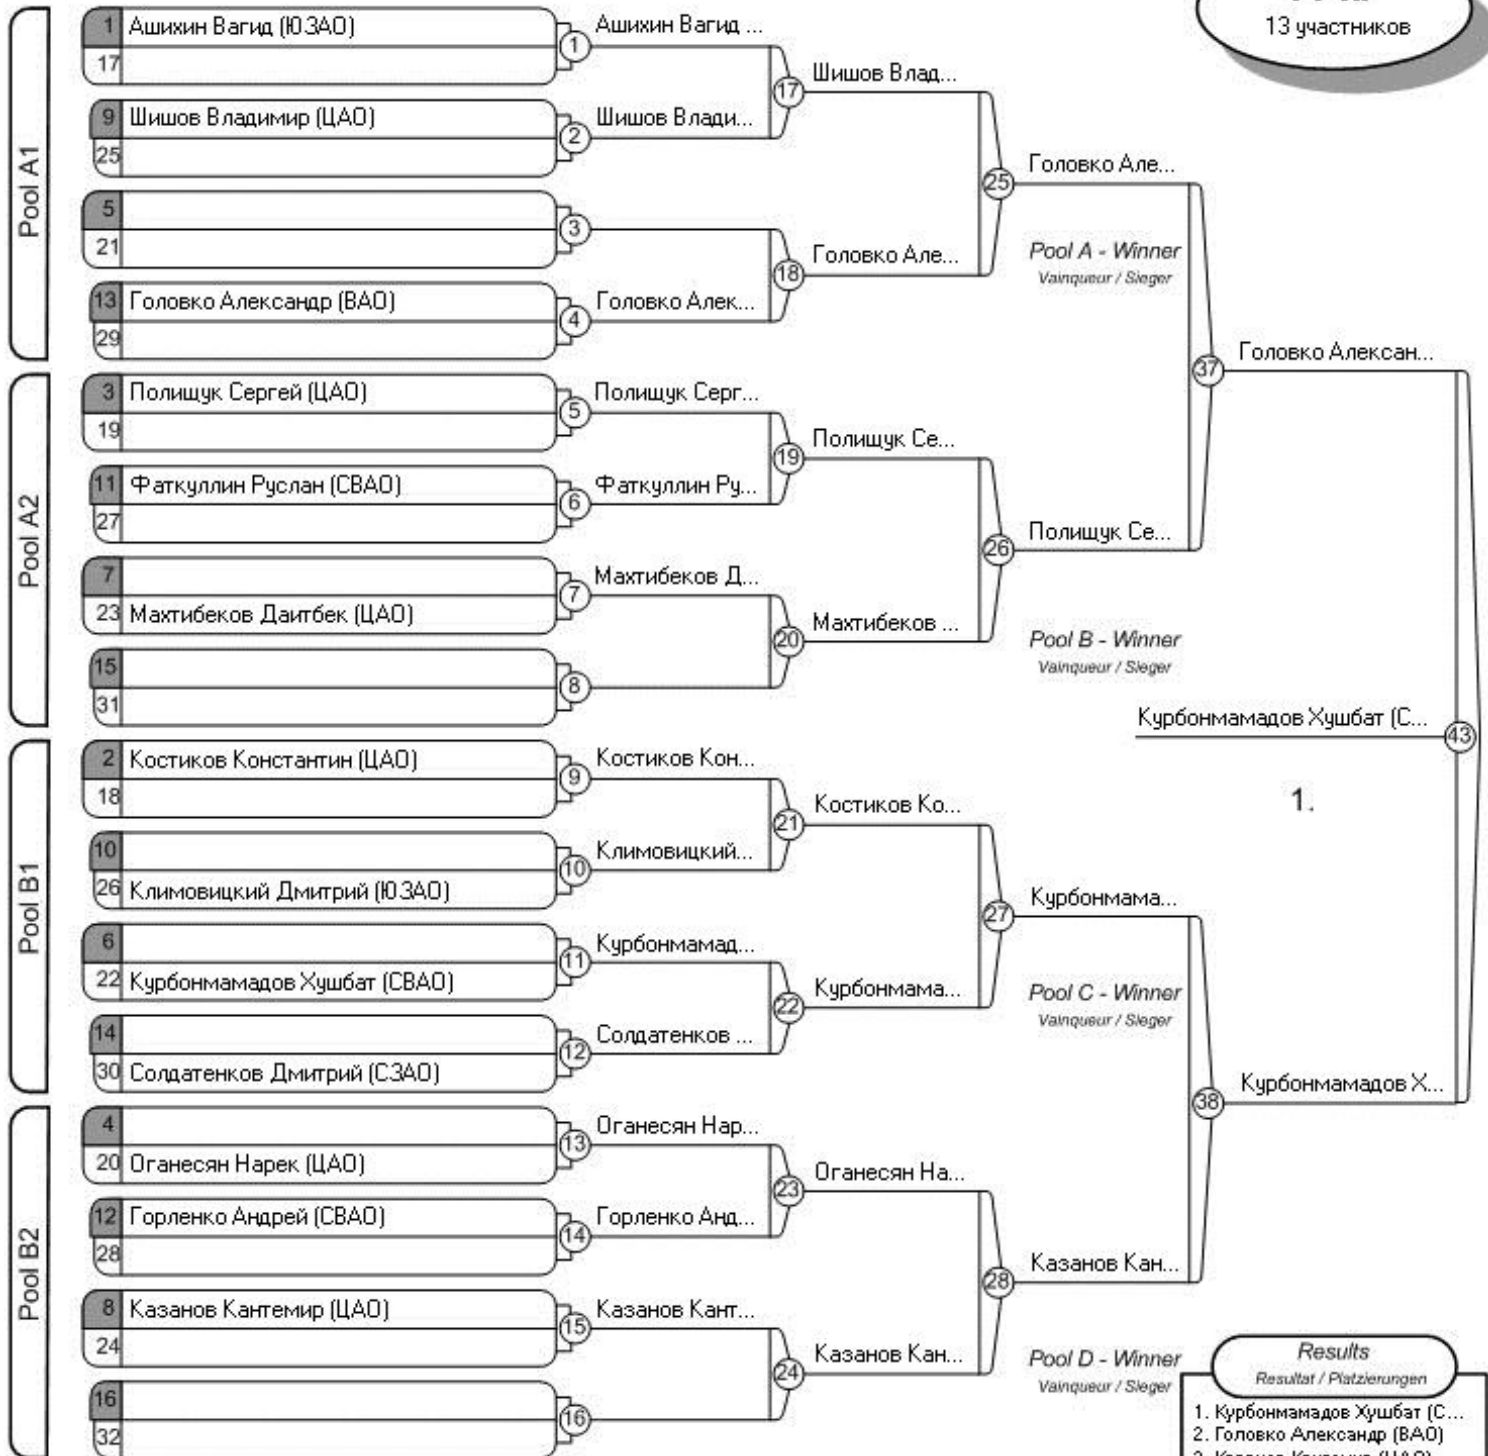 13 участников
Pool A1
1 Ашихин Вагид (ЮЗАО)
17
1
Ашихин Вагид ...
9 Шишов Владимир (ЦАО)
25
2
Шишов Влади...
17
Шишов Влад...
5
21
3
13 Головко Александр (ВАО)
29
4
Головко Алек...
18
Головко Але...
25
Головко Але...
Pool A - Winner
Vainqueur / Sieger
Pool A2
3 Полищук Сергей (ЦАО)
19
5
Полищук Серг...
11 Фаткуллин Руслан (СВАО)
27
6
Фаткуллин Ру...
19
Полищук Се...
7
23 Махтибеков Даитбек (ЦАО)
7
Махтибеков Д...
15
31
8
20
Махтибеков ...
26
Полищук Се...
Pool B - Winner
Vainqueur / Sieger
37
Головко Алексан...
Курбонмамадов Хушбат (С...
43
1.
Pool B1
2 Костиков Константин (ЦАО)
18
9
Костиков Кон...
10
26 Климовицкий Дмитрий (ЮЗАО)
10
Климовицкий...
21
Костиков Ко...
6
22 Курбонмамадов Хушбат (СВАО)
11
Курбонмамад...
14
30 Солдатенков Дмитрий (СЗАО)
12
Солдатенков ...
22
Курбонмама...
27
Курбонмама...
Pool C - Winner
Vainqueur / Sieger
38
Курбонмамадов Х...
Pool B2
4
20 Оганесян Нарек (ЦАО)
13
Оганесян Нар...
12 Горленко Андрей (СВАО)
28
14
Горленко Анд...
23
Оганесян На...
8 Казанов Кантемир (ЦАО)
24
15
Казанов Кант...
16
32
16
24
Казанов Кан...
28
Казанов Кан...
Pool D - Winner
Vainqueur / Sieger
Results
Resultat / Platzierungen
1. Курбонмамадов Хушбат (С...
2. Головко Александр (ВАО)